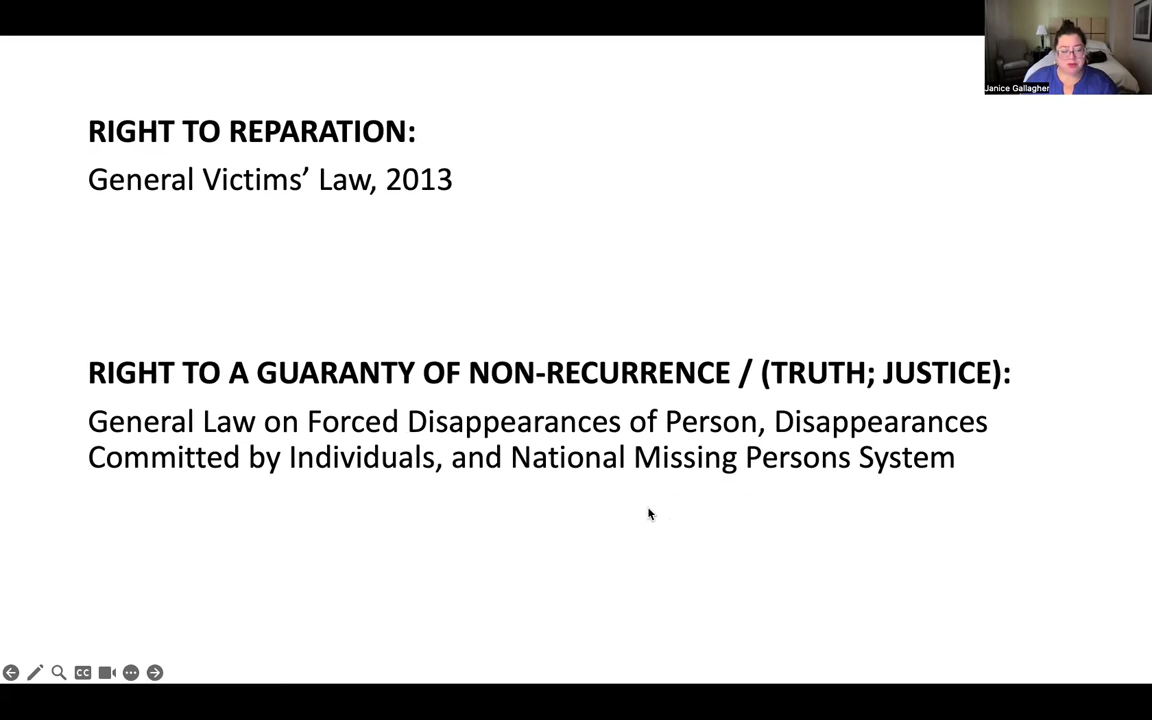 Janice Gallagher
RIGHT TO REPARATION:
General Victims’ Law, 2013
RIGHT TO A GUARANTY OF NON-RECURRENCE / (TRUTH; JUSTICE):
General Law on Forced Disappearances of Person, Disappearances
Committed by Individuals, and National Missing Persons System
CC